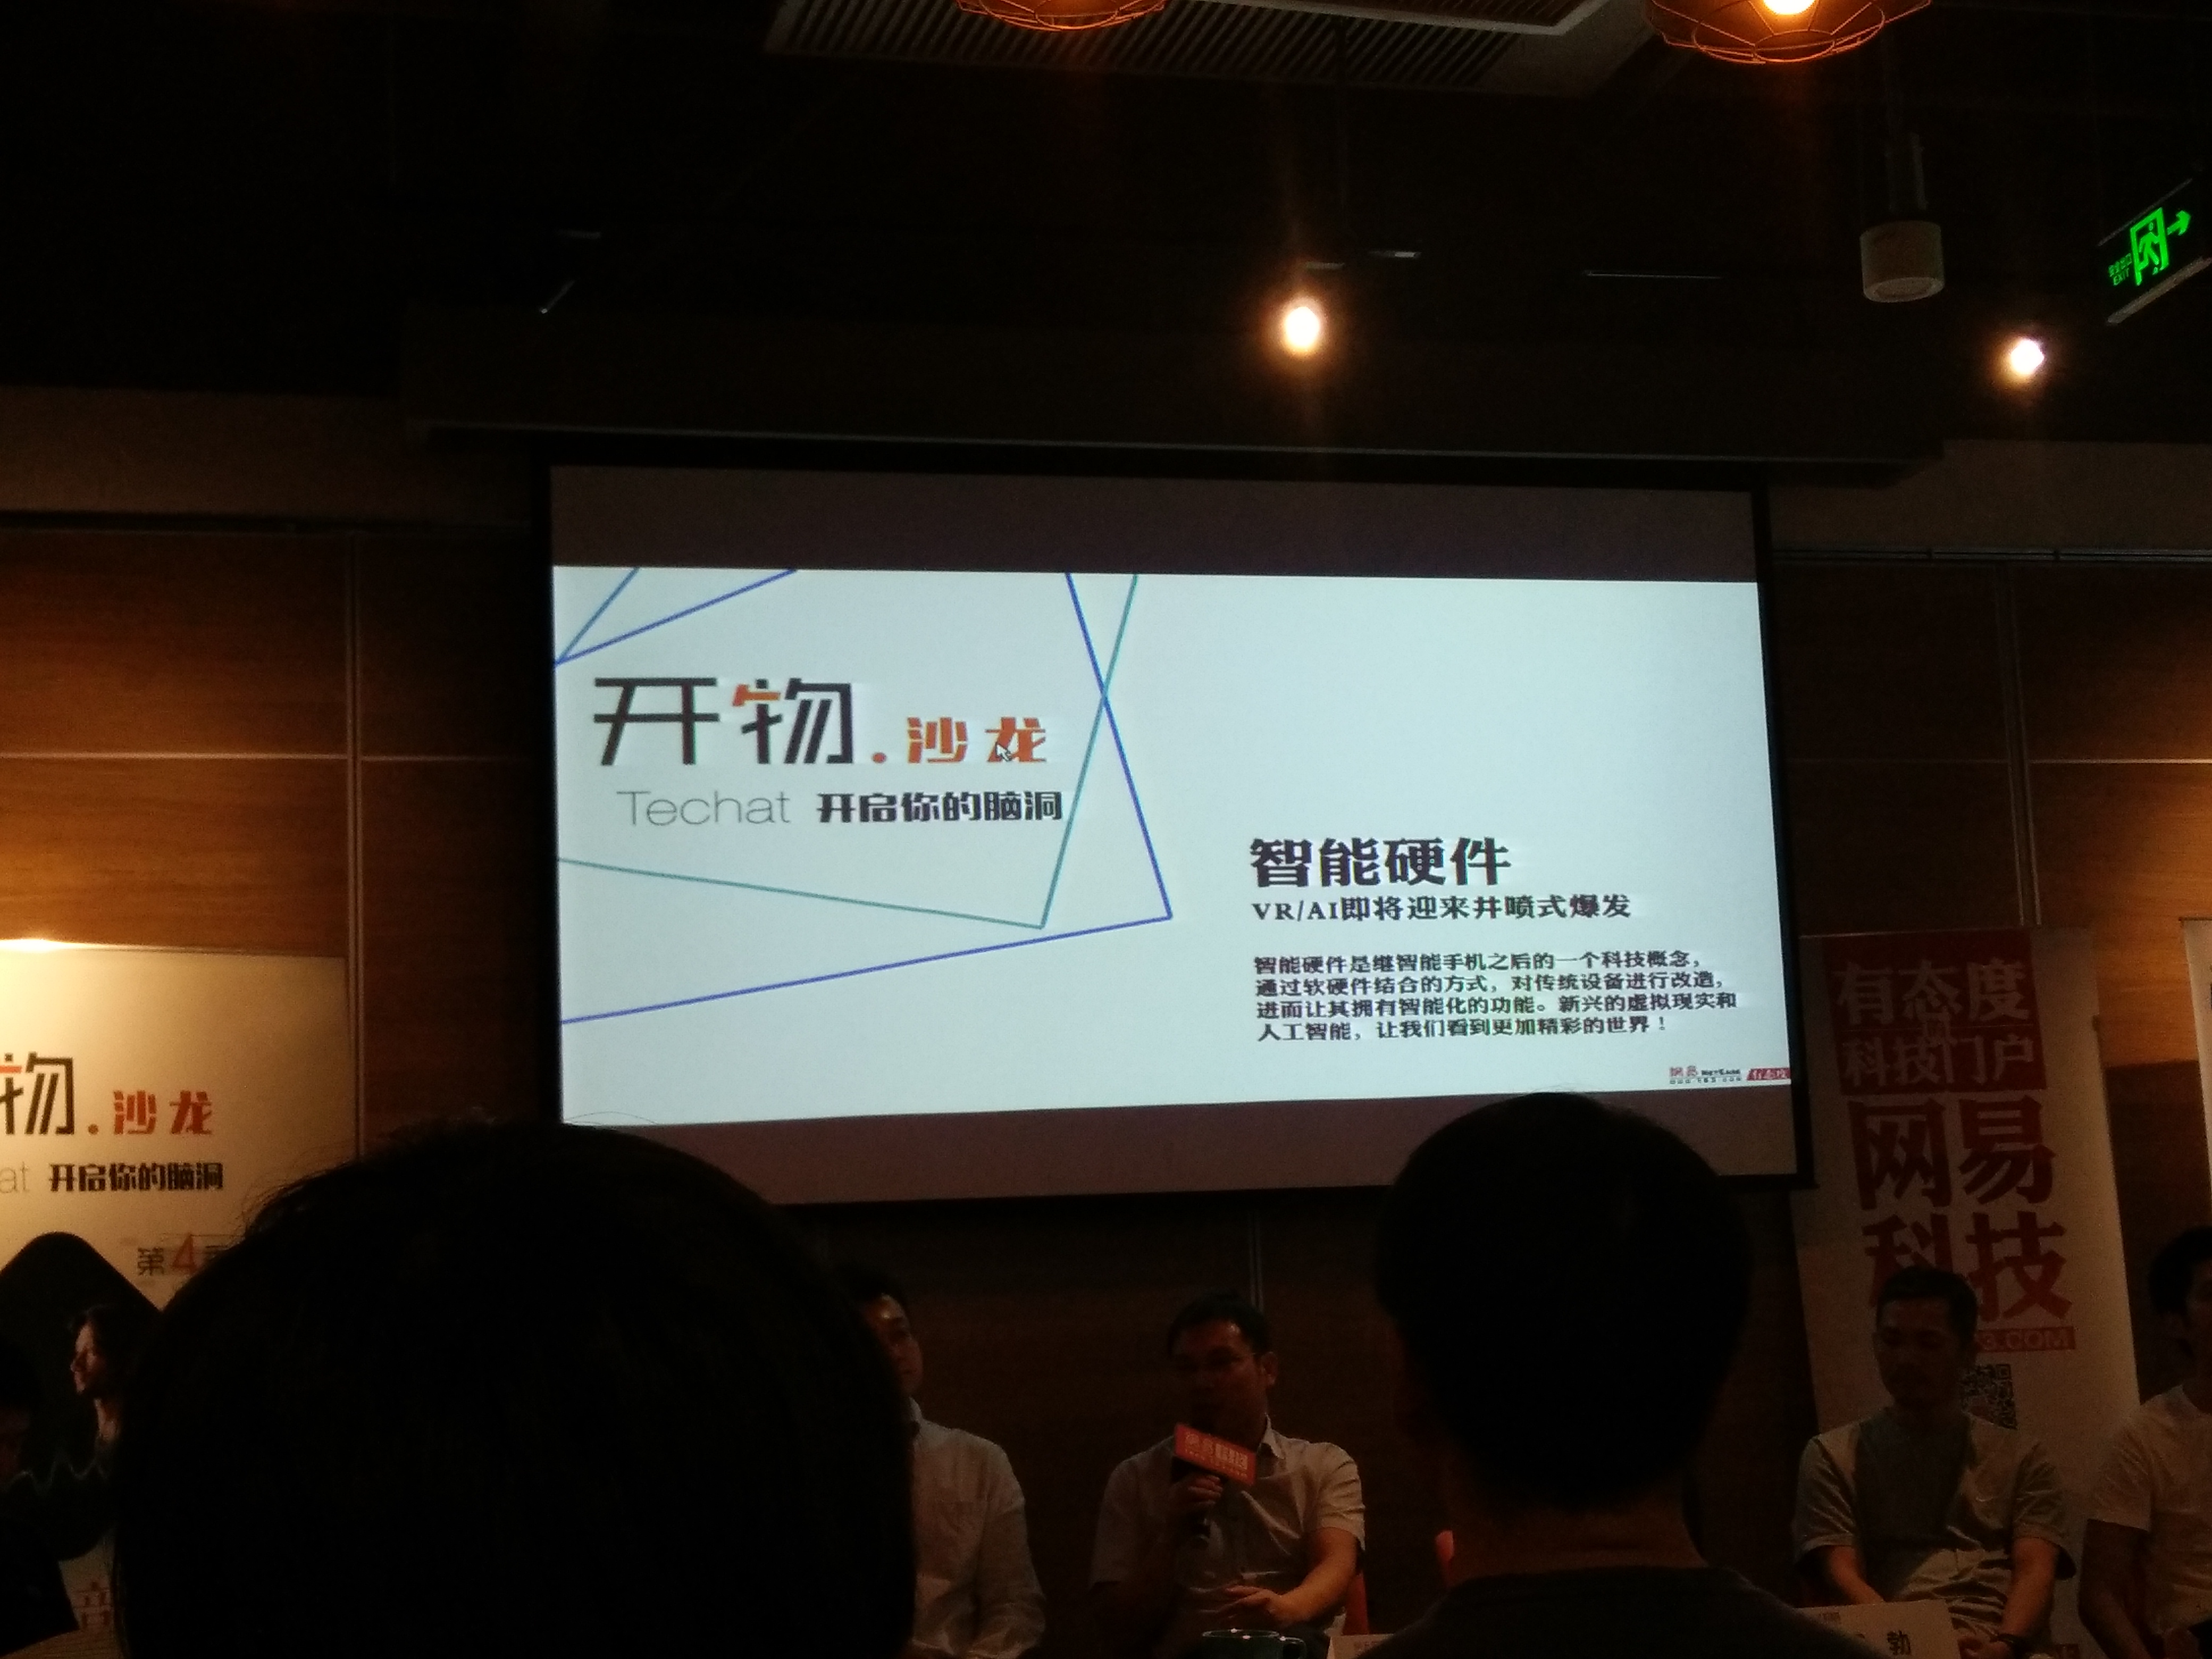 安全出口
EXIT
开物.沙龙
Techat 开启你的脑洞
智能硬件
VR/AI即将迎来井喷式爆发
智能硬件是继智能手机之后的一个科技概念，
通过软硬件结合的方式，对传统设备进行改造，
进而让其拥有智能化的功能。新兴的虚拟现实和
人工智能，让我们看到更加精彩的世界！
網易 NETEASE
有态度
物.沙龙
at 开启你的脑洞
第4
有态度
科技门户
网易
科技
3.COM
勃